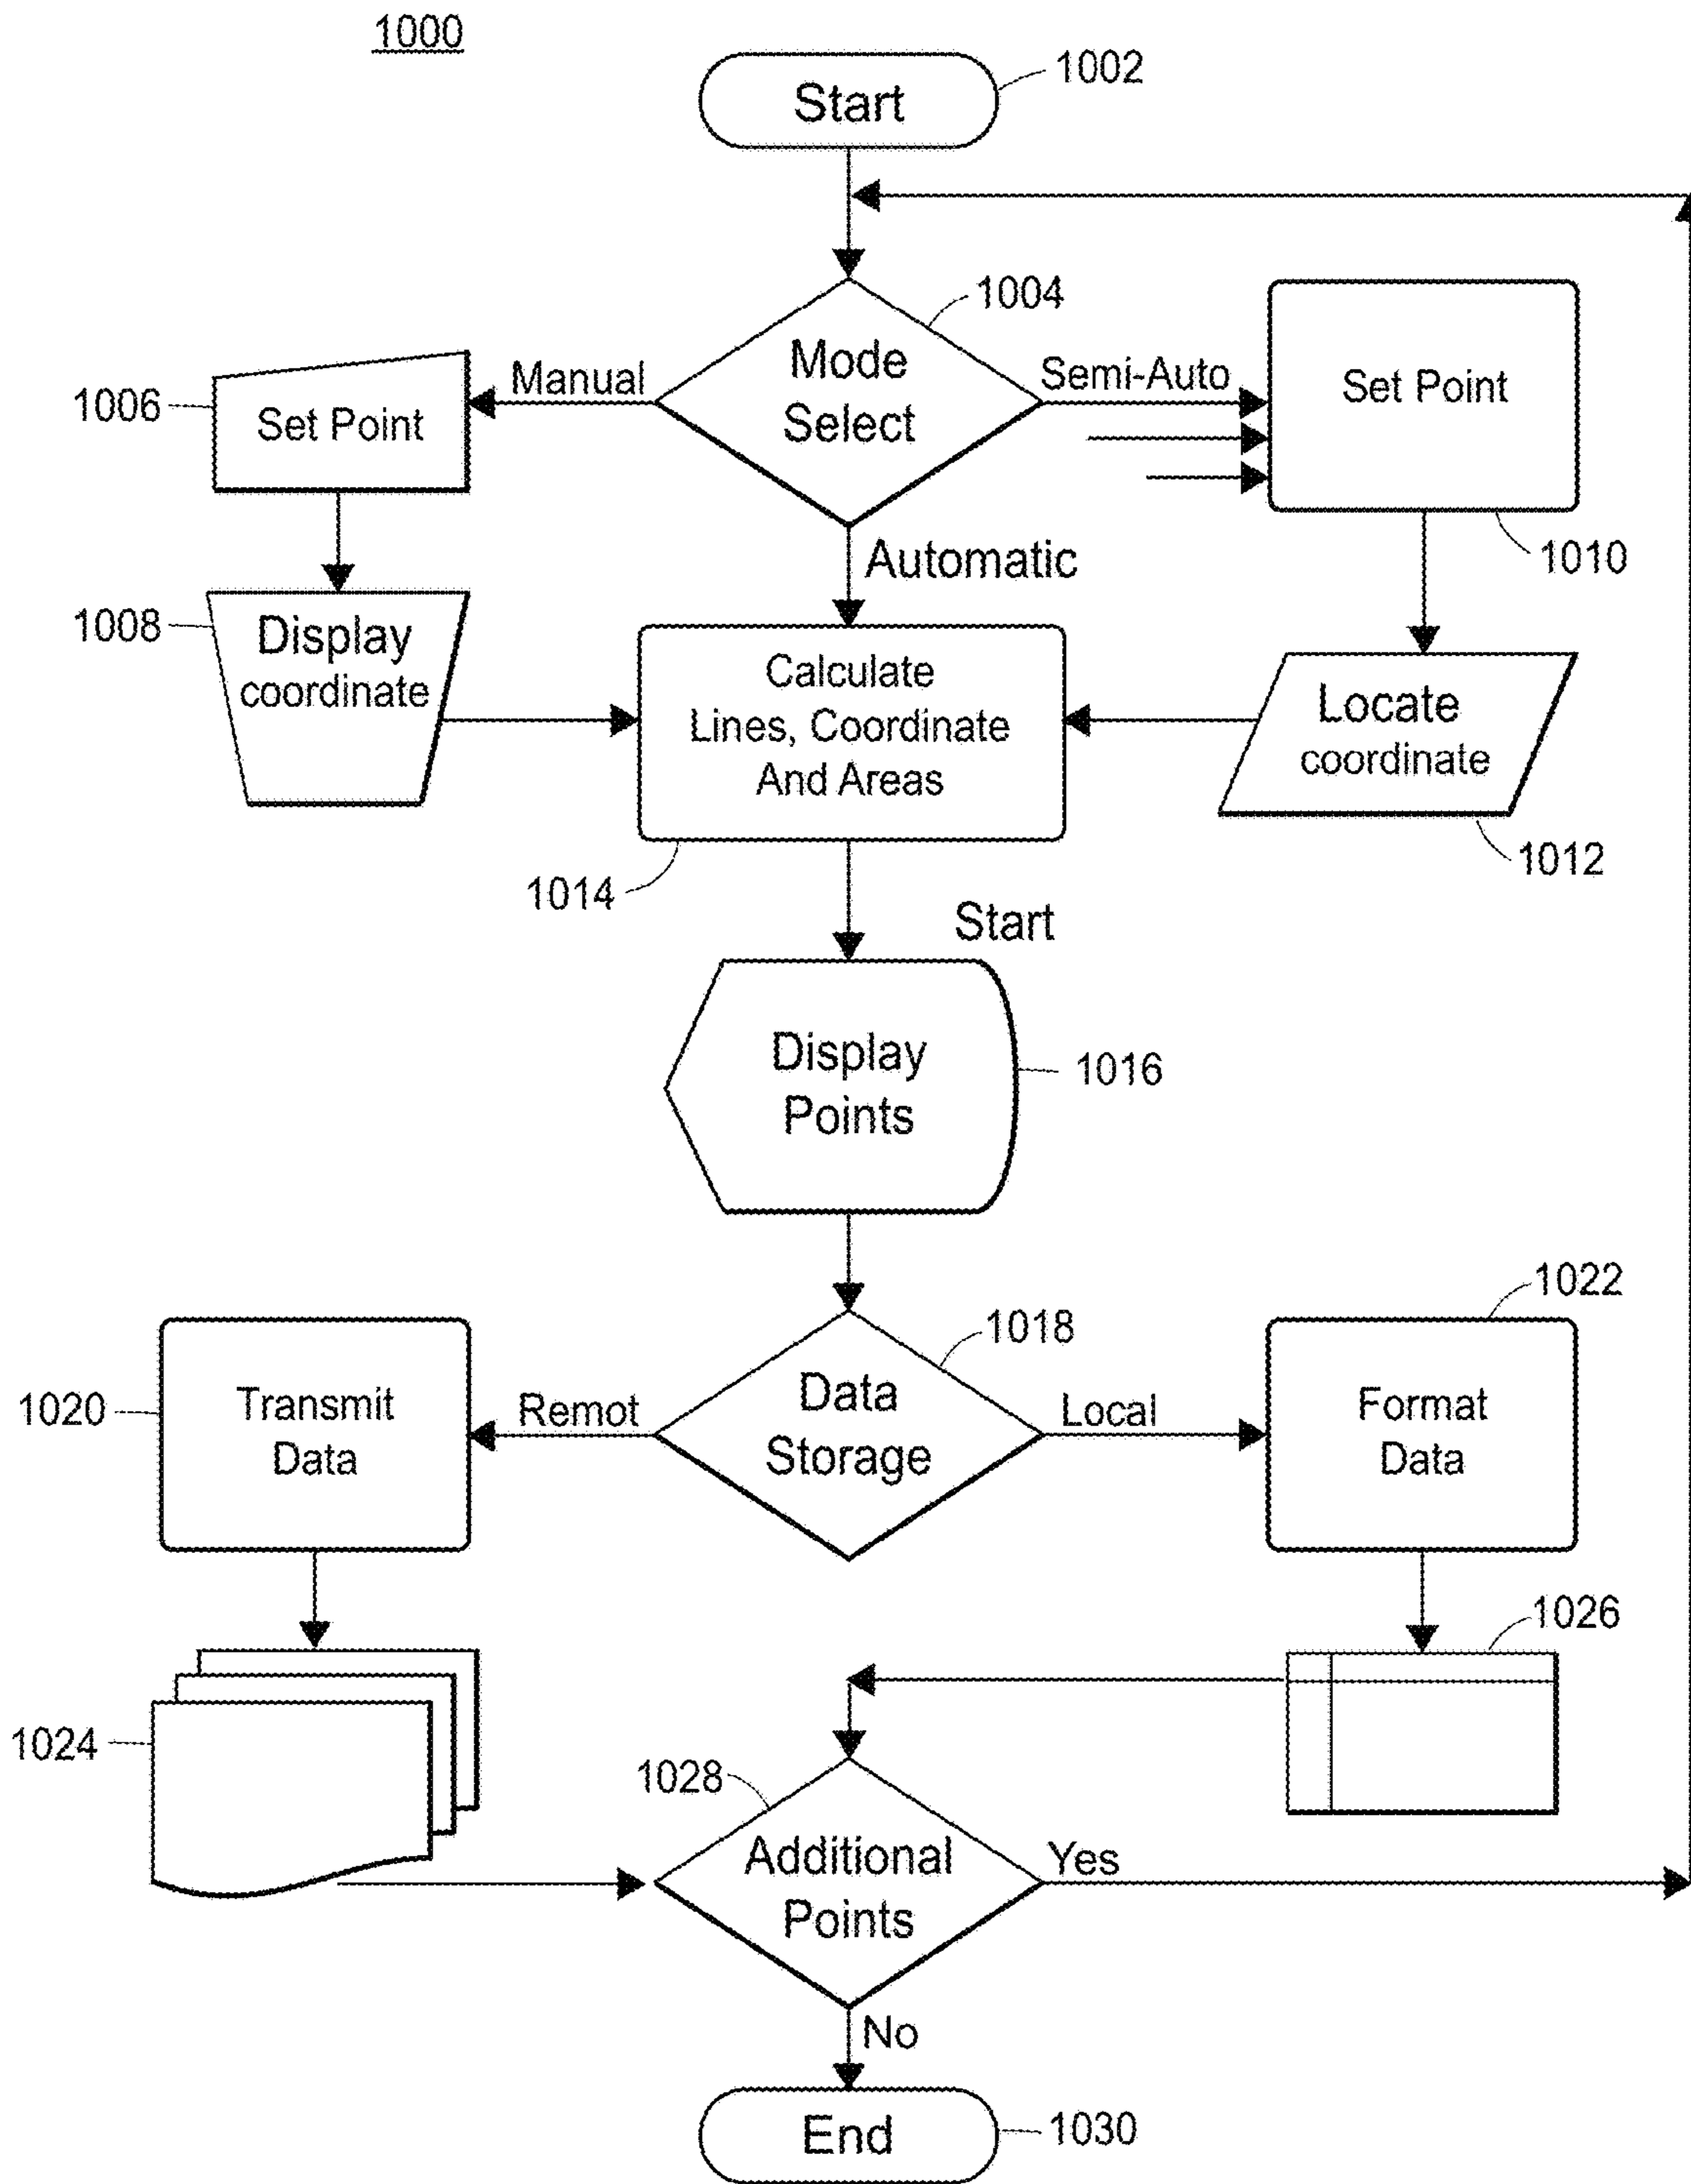 1000
Start
1002
1004
Mode
Select
Manual
Semi-Auto
1006
Set Point
Set Point
1010
Automatic
1008
Display
coordinate
Calculate
Lines, Coordinate
And Areas
Locate
coordinate
1012
1014
Start
Display
Points
1016
1018
1022
1020
Transmit
Data
Remot
Data
Storage
Local
Format
Data
1026
1024
1028
Additional
Points
Yes
No
End
1030